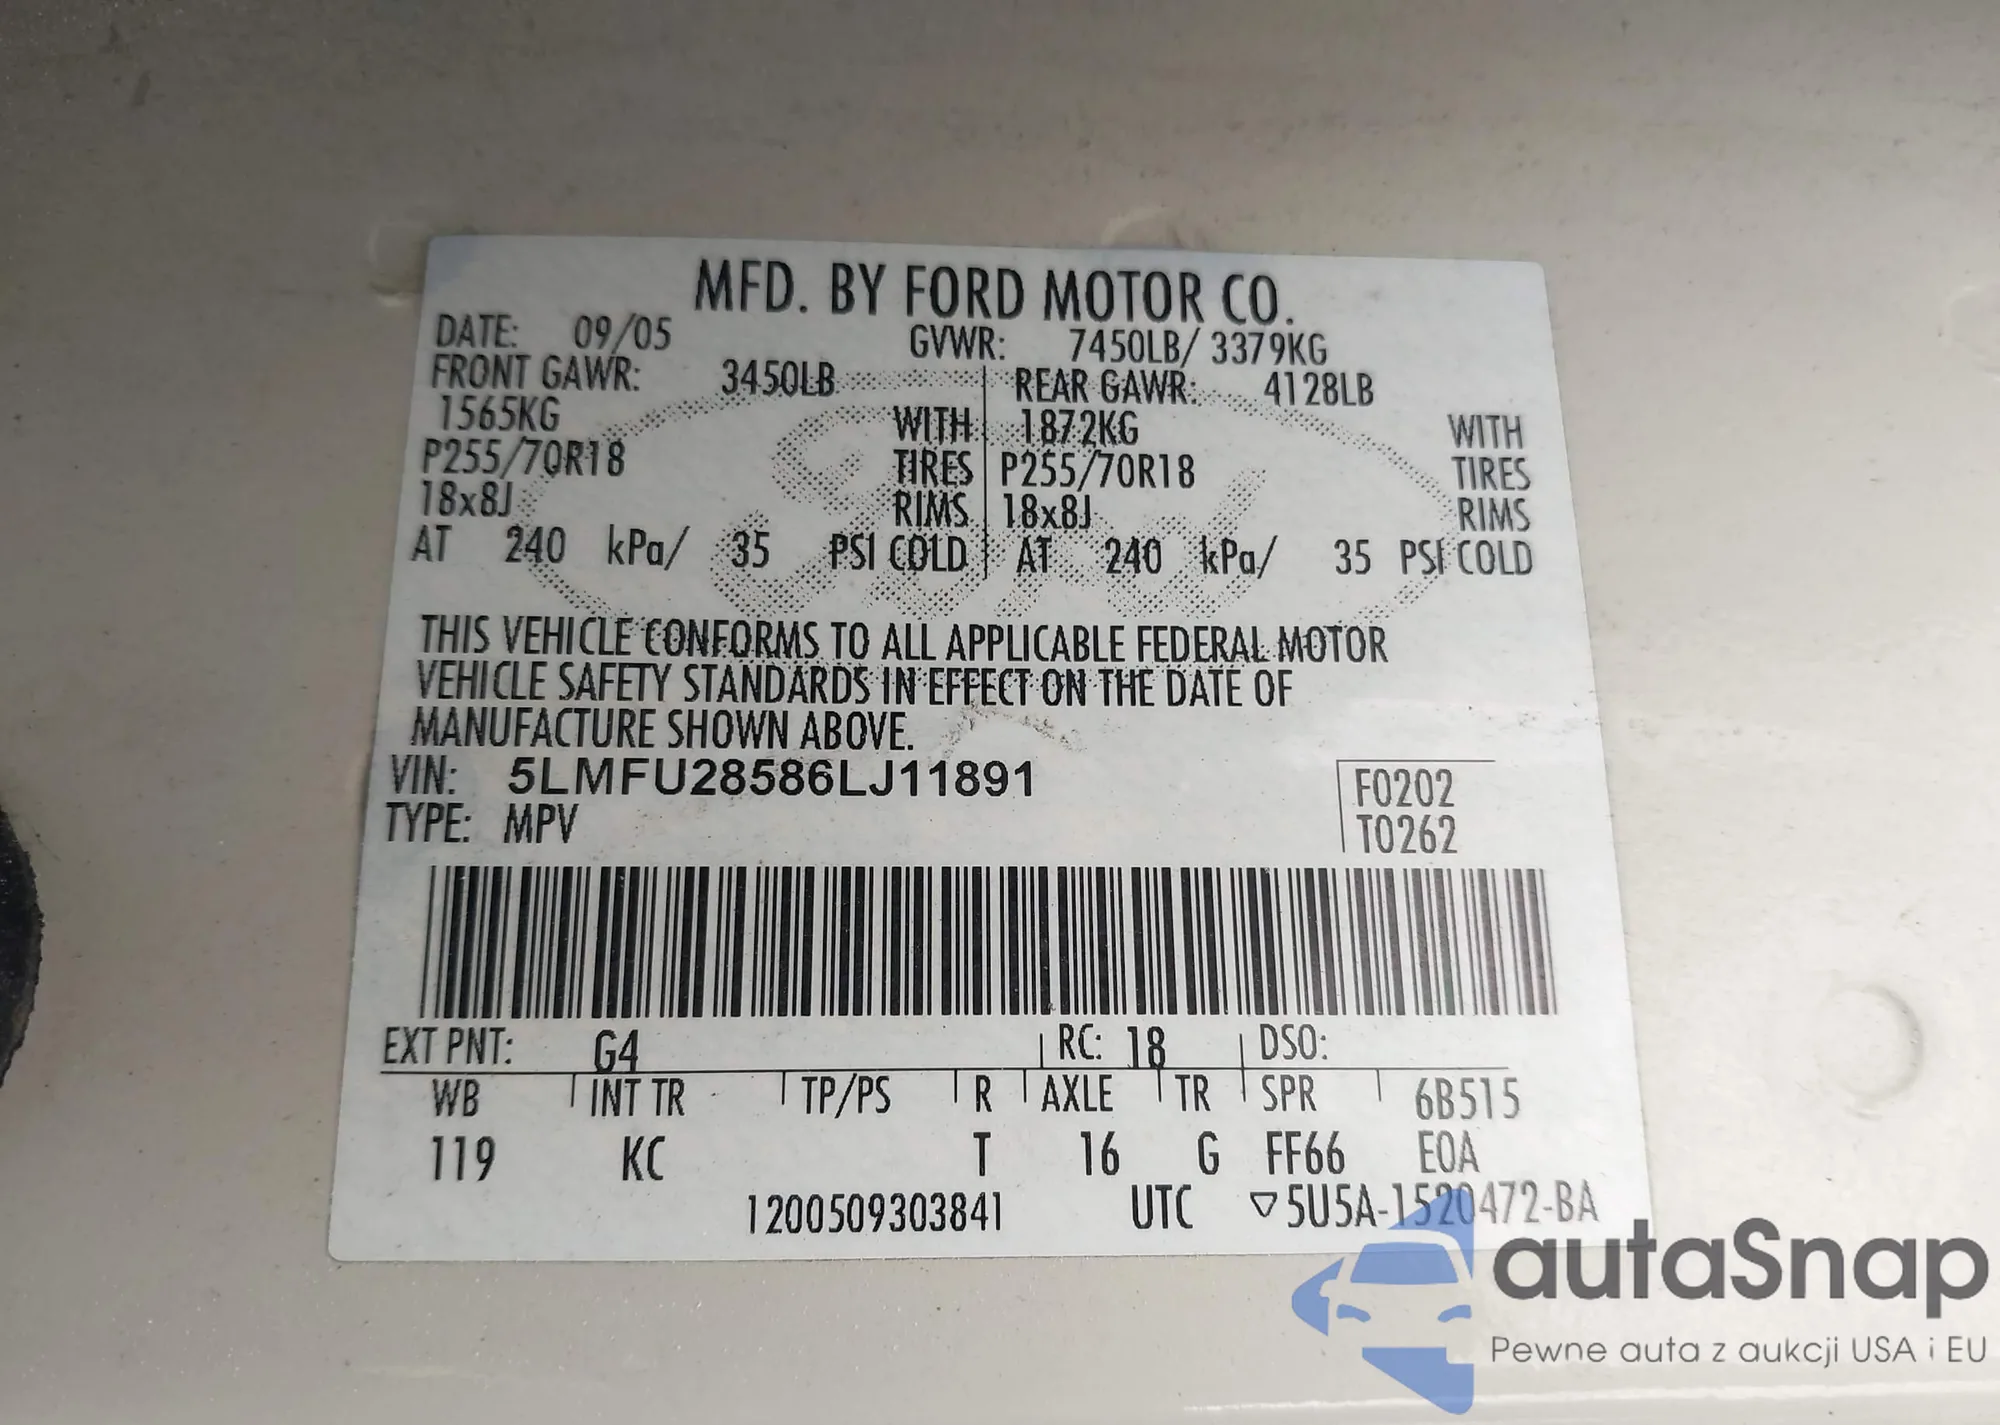 MFD. BY FORD MOTOR CO.
DATE: 09/05 GVWR: 7450LB/ 3379KG
FRONT GAWR: 3450LB REAR GAWR: 4128LB
1565KG WITH 1872KG WITH
P255/70R18 TIRES P255/70R18 TIRES
18x8J RIMS 18x8J RIMS
AT 240 kPa/ 35 PSI COLD AT 240 kPa/ 35 PSI COLD
THIS VEHICLE CONFORMS TO ALL APPLICABLE FEDERAL MOTOR
VEHICLE SAFETY STANDARDS IN EFFECT ON THE DATE OF
MANUFACTURE SHOWN ABOVE.
VIN: 5LMFU28586LJ11891 F0202
TYPE: MPV T0262
EXT PNT: G4 RC: 18 DSO:
WB INT TR TP/PS R AXLE TR SPR 6B515
119 KC T 16 G FF66 E0A
1200509303841 UTC ▽5U5A-1520472-BA
autaSnap
Pewne auta z aukcji USA i EU